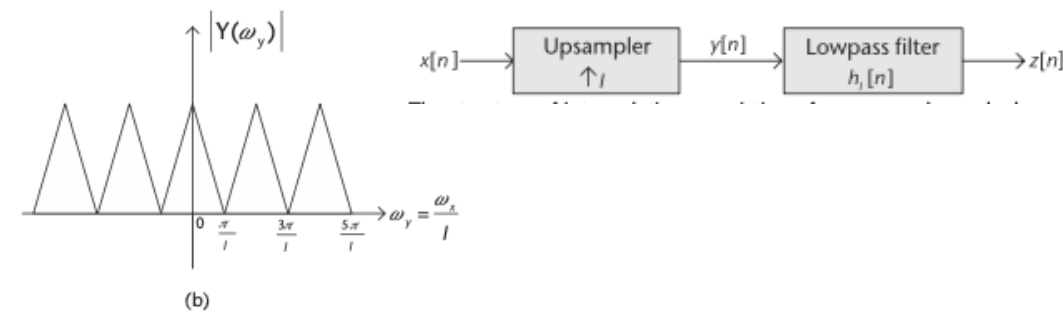 |Y(ω_y)|
0
π/I
3π/I
5π/I
ω_y = ω_x/I
(b)
x[n]
Upsampler
↑I
y[n]
Lowpass filter
h_I[n]
z[n]